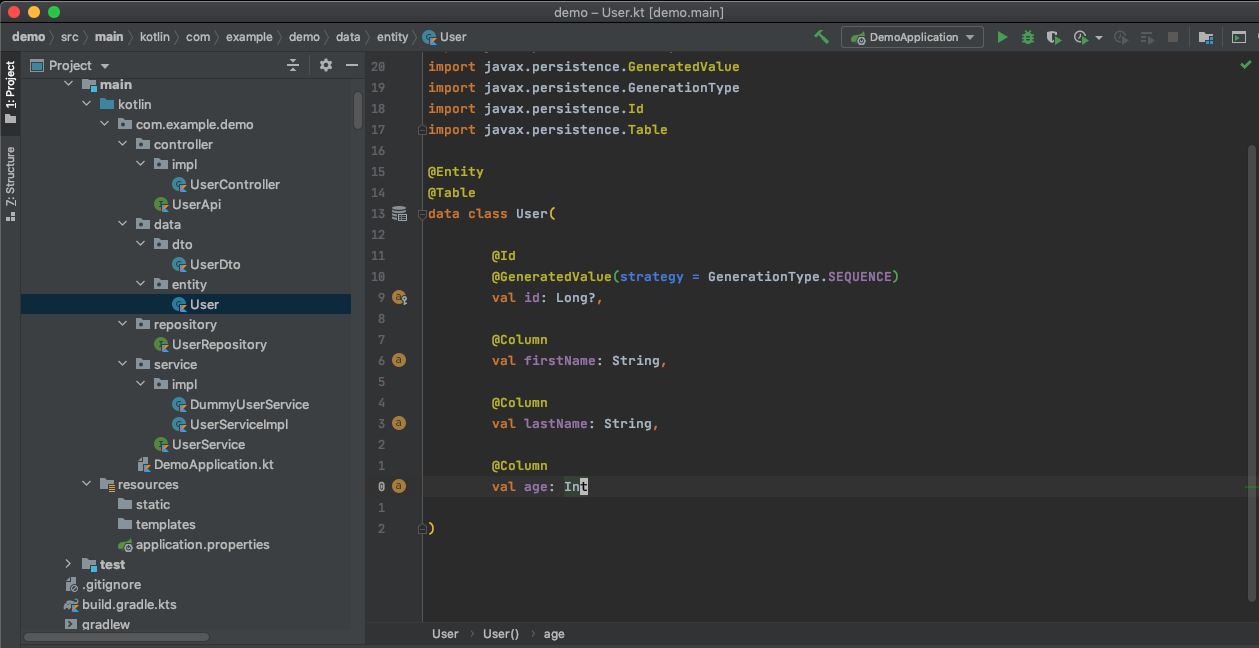 demo – User.kt [demo.main]
demo src main kotlin com example demo data entity User
DemoApplication
1: Project
Z: Structure
Project
main
kotlin
com.example.demo
controller
impl
UserController
UserApi
data
dto
UserDto
entity
User
repository
UserRepository
service
impl
DummyUserService
UserServiceImpl
UserService
DemoApplication.kt
resources
static
templates
application.properties
test
.gitignore
build.gradle.kts
gradlew
20 import javax.persistence.GeneratedValue
19 import javax.persistence.GenerationType
18 import javax.persistence.Id
17 import javax.persistence.Table
16
15 @Entity
14 @Table
13 data class User(
12
11 @Id
10 @GeneratedValue(strategy = GenerationType.SEQUENCE)
9 val id: Long?,
8
7 @Column
6 val firstName: String,
5
4 @Column
3 val lastName: String,
2
1 @Column
0 val age: Int
1
2 )
User User() age